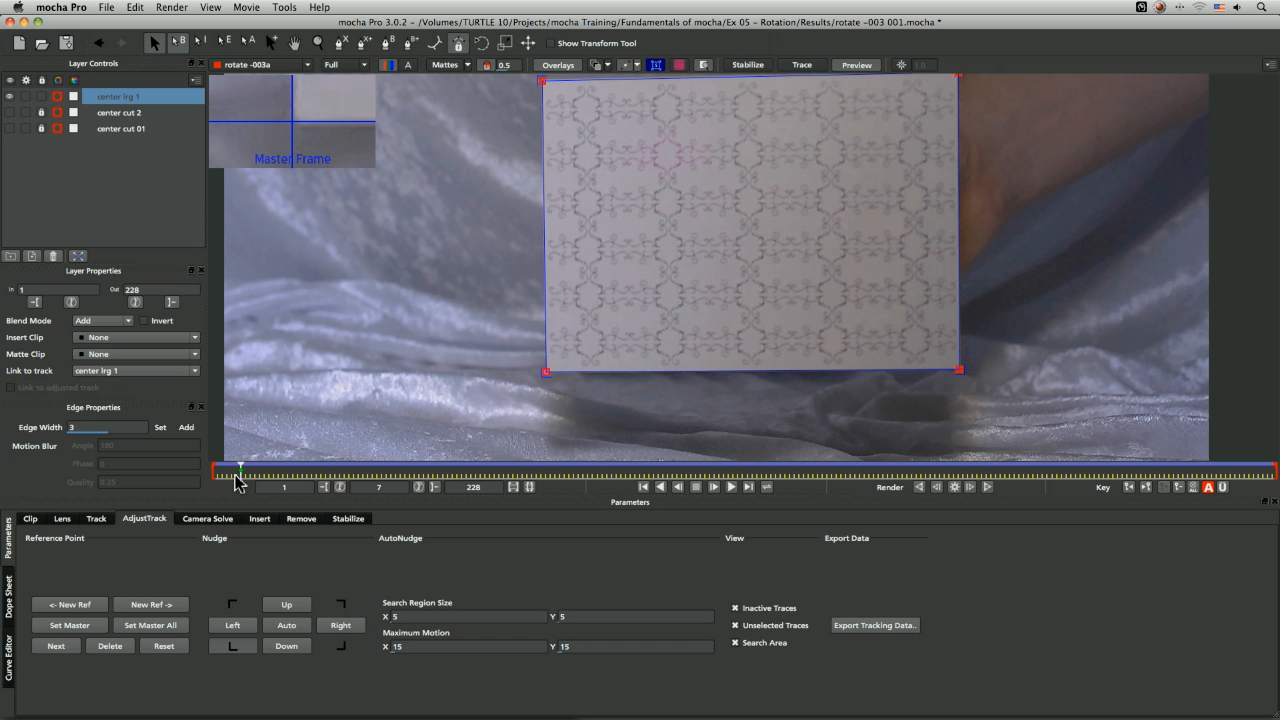 mocha Pro File Edit Render View Movie Tools Help
mocha Pro 3.0.2 - /Volumes/TURTLE 10/Projects/mocha Training/Fundamentals of mocha/Ex 05 - Rotation/Results/rotate -003 001.mocha *
Show Transform Tool
Layer Controls
rotate -003a Full A Mattes 0.5 Overlays Stabilize Trace Preview 1.0
center lrg 1
center cut 2
center cut 01
Master Frame
Layer Properties
In 1 Out 228
Blend Mode Add Invert
Insert Clip None
Matte Clip None
Link to track center lrg 1
Link to adjusted track
Edge Properties
Edge Width 3 Set Add
Motion Blur Angle 180
Phase 0
Quality 0.25
1 7 228 Render Key A U
Parameters
Parameters
Dope Sheet
Curve Editor
Clip Lens Track AdjustTrack Camera Solve Insert Remove Stabilize
Reference Point Nudge AutoNudge View Export Data
<- New Ref New Ref -> Up
Set Master Set Master All Left Auto Right
Next Delete Reset Down
Search Region Size
X 5 Y 5
Maximum Motion
X 15 Y 15
Inactive Traces
Unselected Traces
Search Area
Export Tracking Data..